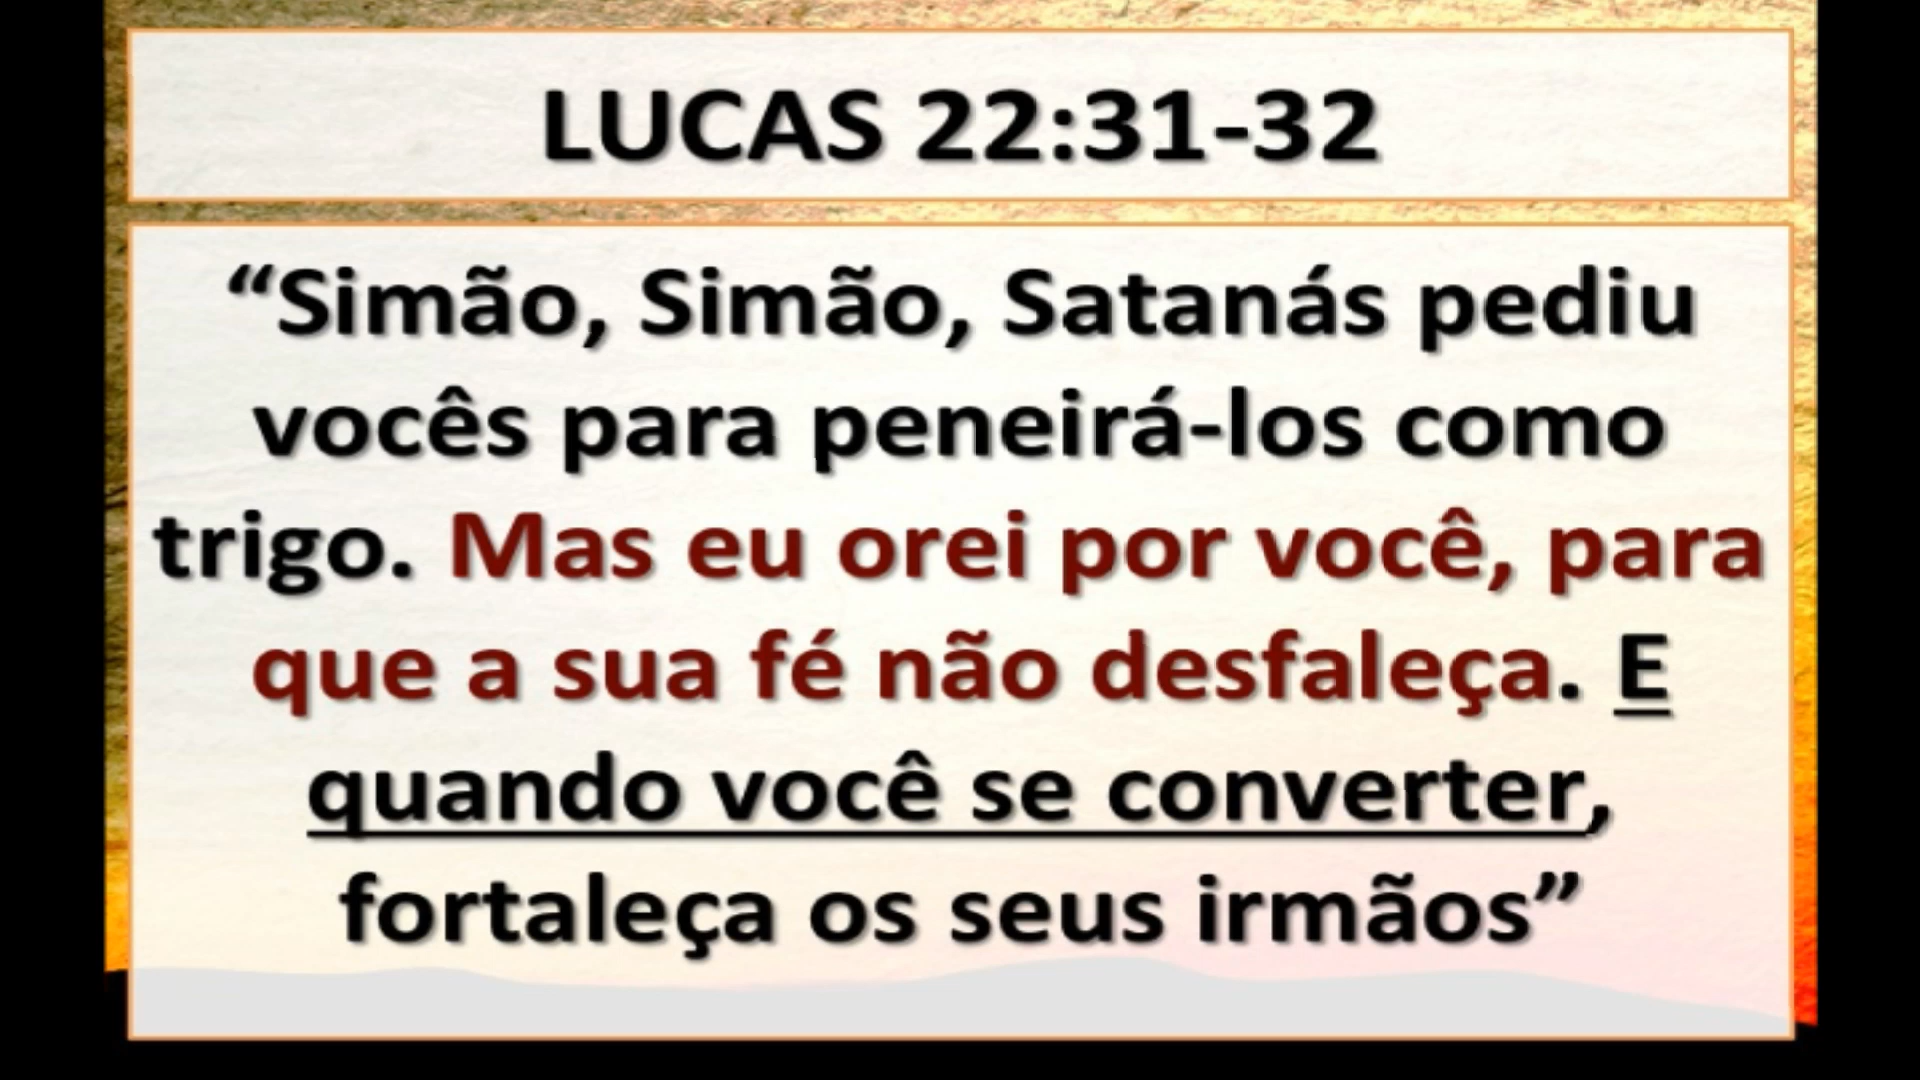 LUCAS 22:31-32
“Simão, Simão, Satanás pediu
vocês para peneirá-los como
trigo. Mas eu orei por você, para
que a sua fé não desfaleça. E
quando você se converter,
fortaleça os seus irmãos”